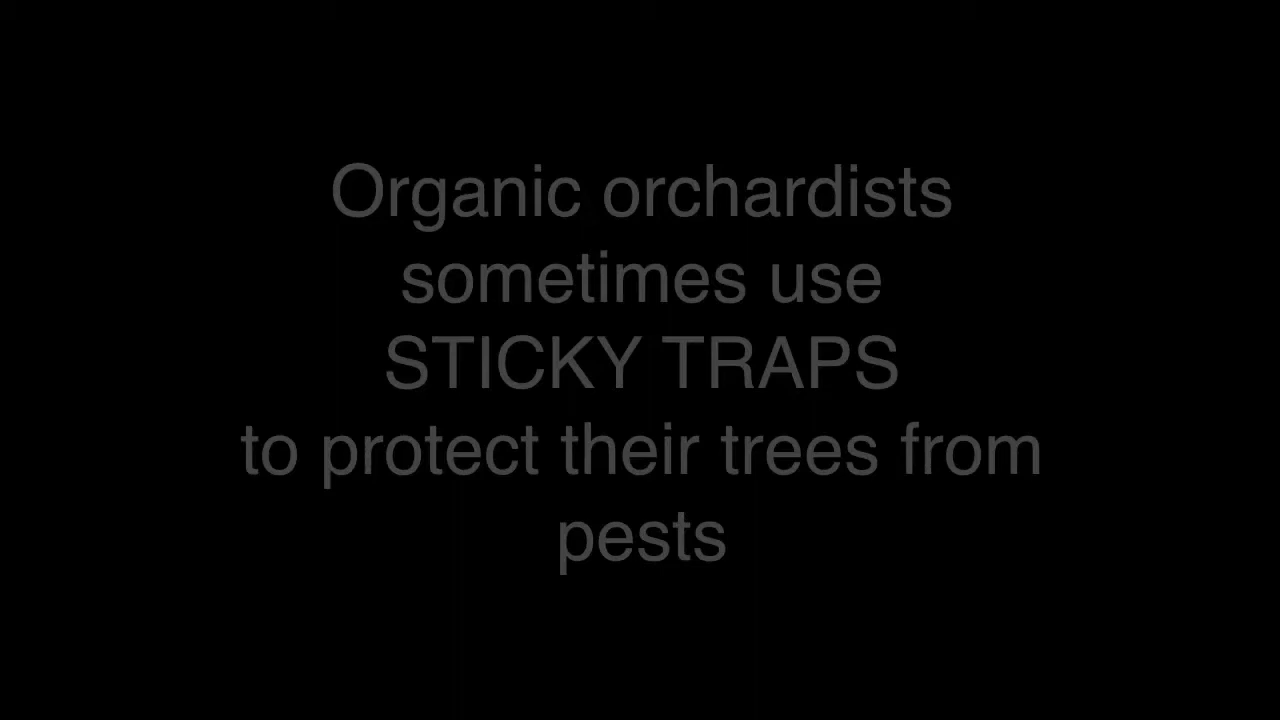 Organic orchardists
sometimes use
STICKY TRAPS
to protect their trees from
pests